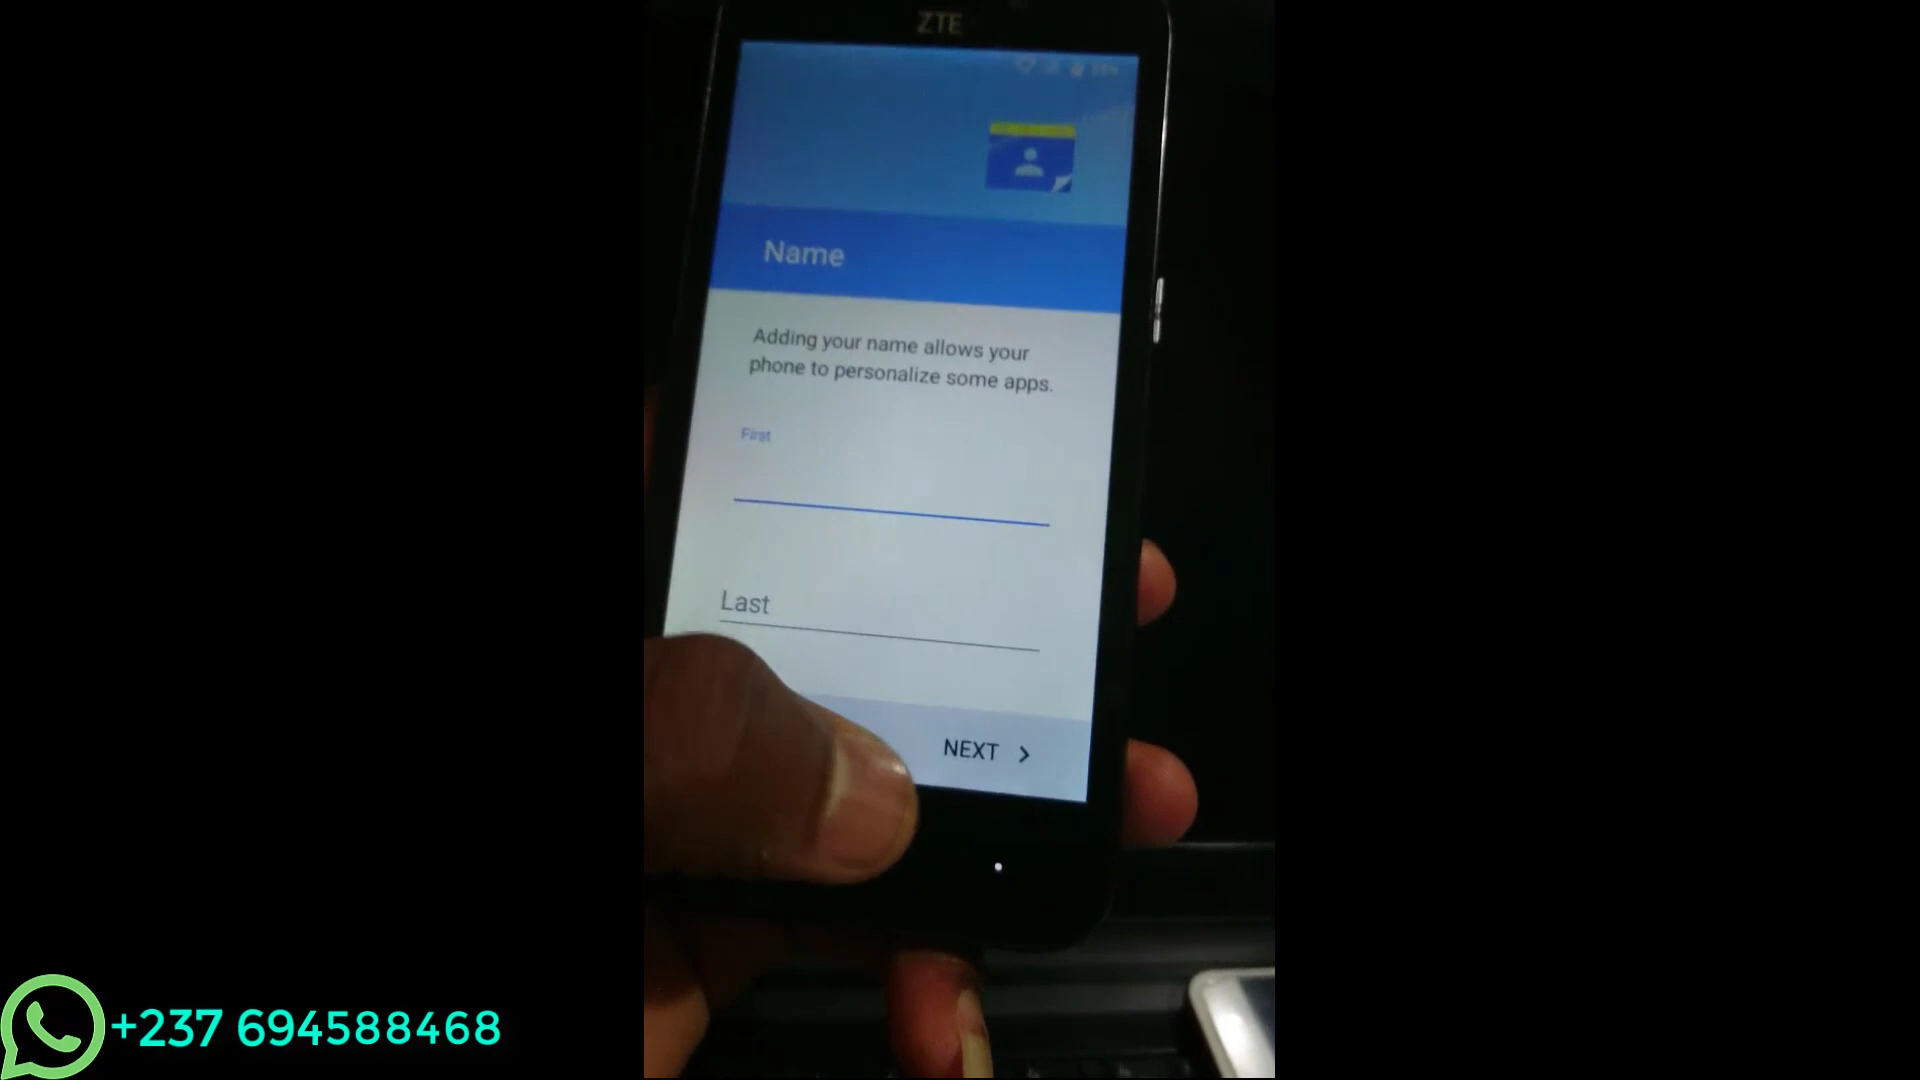 ZTE
Name
Adding your name allows your
phone to personalize some apps.
First
Last
NEXT
+237 694588468